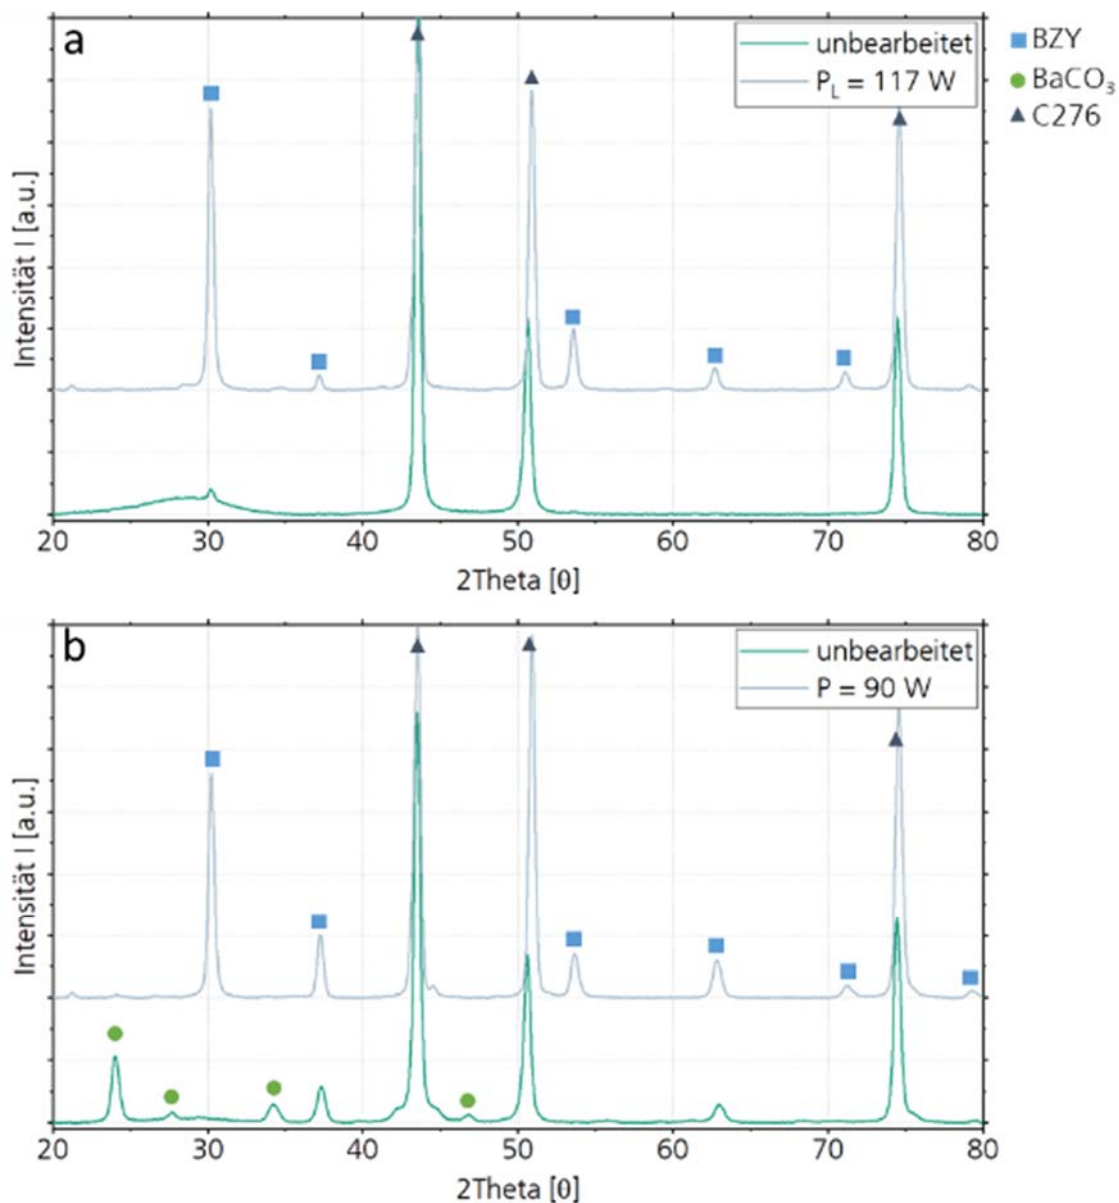 a
unbearbeitet
P_L = 117 W
BZY
BaCO₃
C276
Intensität I [a.u.]
20 30 40 50 60 70 80
2Theta [θ]
b
unbearbeitet
P = 90 W
Intensität I [a.u.]
20 30 40 50 60 70 80
2Theta [θ]